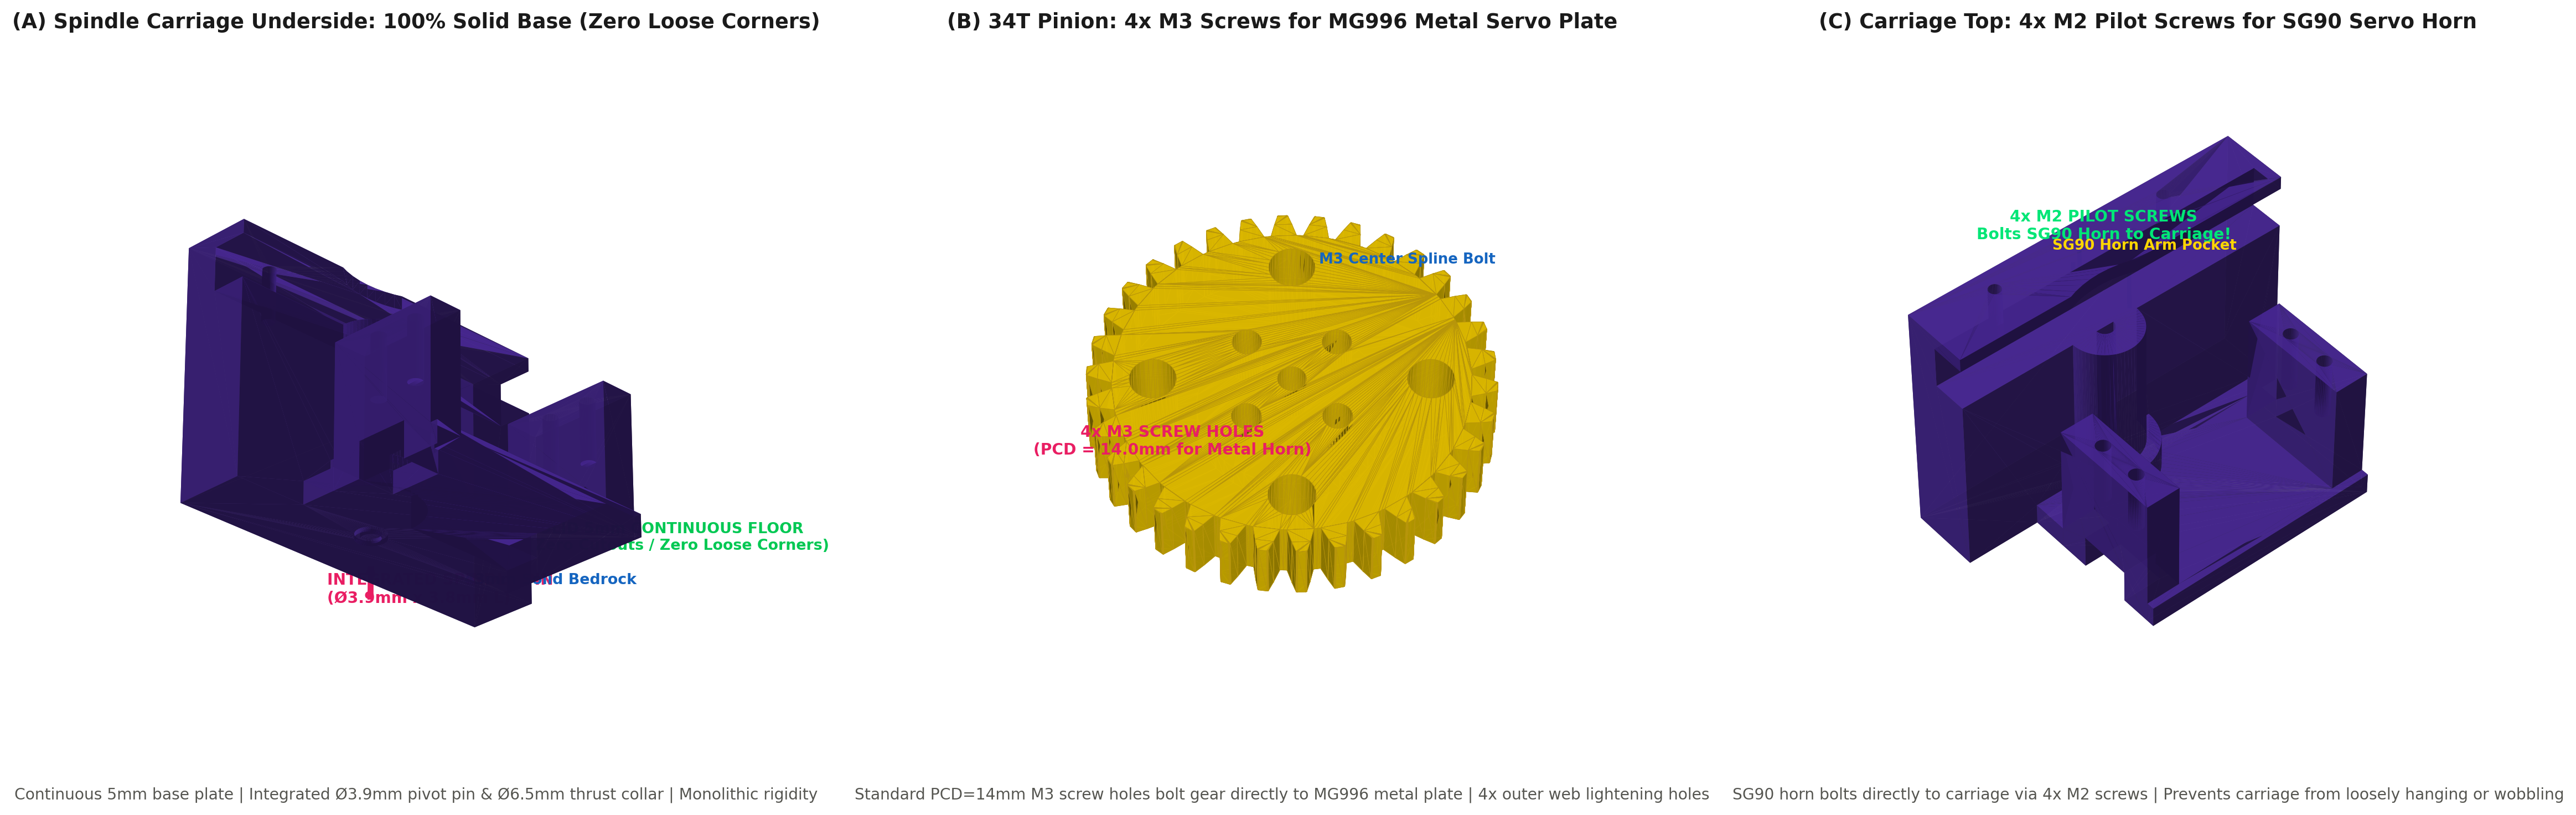 (A) Spindle Carriage Underside: 100% Solid Base (Zero Loose Corners)
(B) 34T Pinion: 4x M3 Screws for MG996 Metal Servo Plate
(C) Carriage Top: 4x M2 Pilot Screws for SG90 Servo Horn
ONTINUOUS FLOOR
/ Zero Loose Corners)
INTE
nd Bedrock
(Ø3.9mm
M3 Center Spline Bolt
4x M3 SCREW HOLES
(PCD = 14.0mm for Metal Horn)
4x M2 PILOT SCREWS
Bolts SG90 Horn to Carriage!
SG90 Horn Arm Pocket
Continuous 5mm base plate | Integrated Ø3.9mm pivot pin & Ø6.5mm thrust collar | Monolithic rigidity
Standard PCD=14mm M3 screw holes bolt gear directly to MG996 metal plate | 4x outer web lightening holes
SG90 horn bolts directly to carriage via 4x M2 screws | Prevents carriage from loosely hanging or wobbling